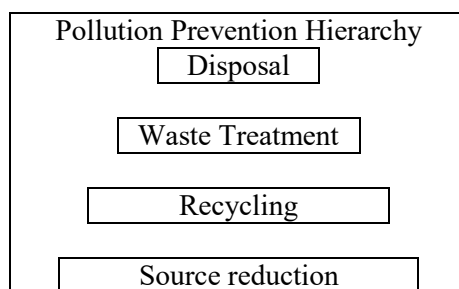 Pollution Prevention Hierarchy
Disposal
Waste Treatment
Recycling
Source reduction